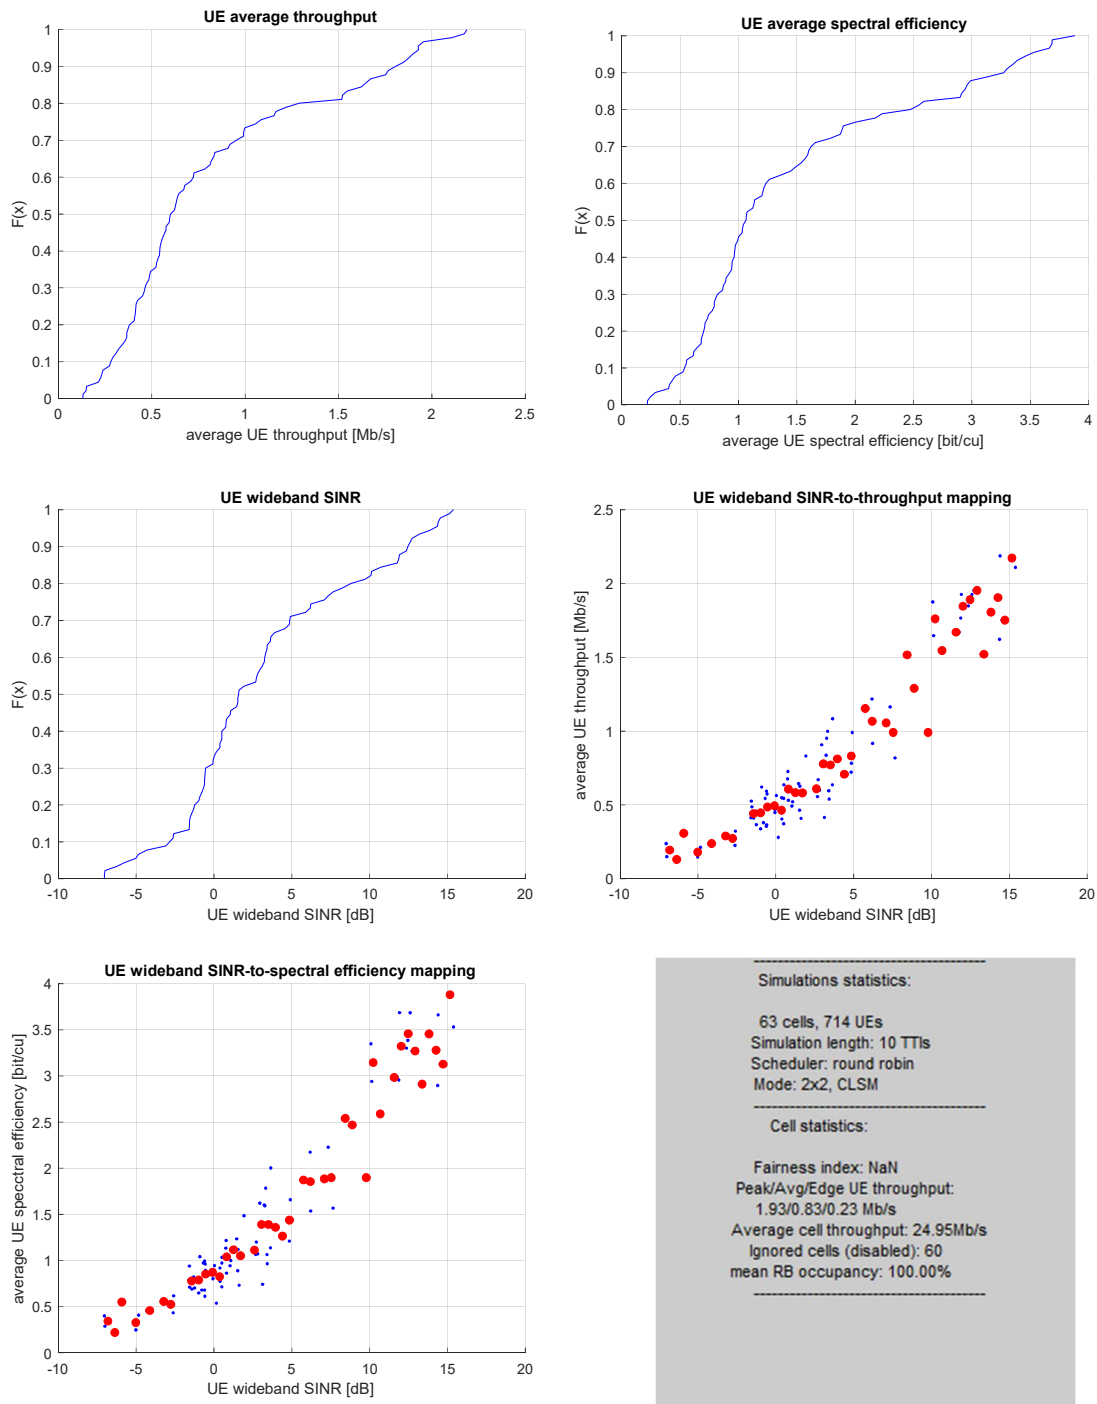 UE average throughput
1
0.9
0.8
0.7
0.6
0.5
0.4
0.3
0.2
0.1
0
F(x)
0 0.5 1 1.5 2 2.5
average UE throughput [Mb/s]
UE average spectral efficiency
1
0.9
0.8
0.7
0.6
0.5
0.4
0.3
0.2
0.1
0
F(x)
0 0.5 1 1.5 2 2.5 3 3.5 4
average UE spectral efficiency [bit/cu]
UE wideband SINR
1
0.9
0.8
0.7
0.6
0.5
0.4
0.3
0.2
0.1
0
F(x)
-10 -5 0 5 10 15 20
UE wideband SINR [dB]
UE wideband SINR-to-throughput mapping
2.5
2
1.5
1
0.5
0
average UE throughput [Mb/s]
-10 -5 0 5 10 15 20
UE wideband SINR [dB]
UE wideband SINR-to-spectral efficiency mapping
4
3.5
3
2.5
2
1.5
1
0.5
0
average UE specctral efficiency [bit/cu]
-10 -5 0 5 10 15 20
UE wideband SINR [dB]
Simulations statistics:
63 cells, 714 UEs
Simulation length: 10 TTIs
Scheduler: round robin
Mode: 2x2, CLSM
Cell statistics:
Fairness index: NaN
Peak/Avg/Edge UE throughput:
1.93/0.83/0.23 Mb/s
Average cell throughput: 24.95Mb/s
Ignored cells (disabled): 60
mean RB occupancy: 100.00%